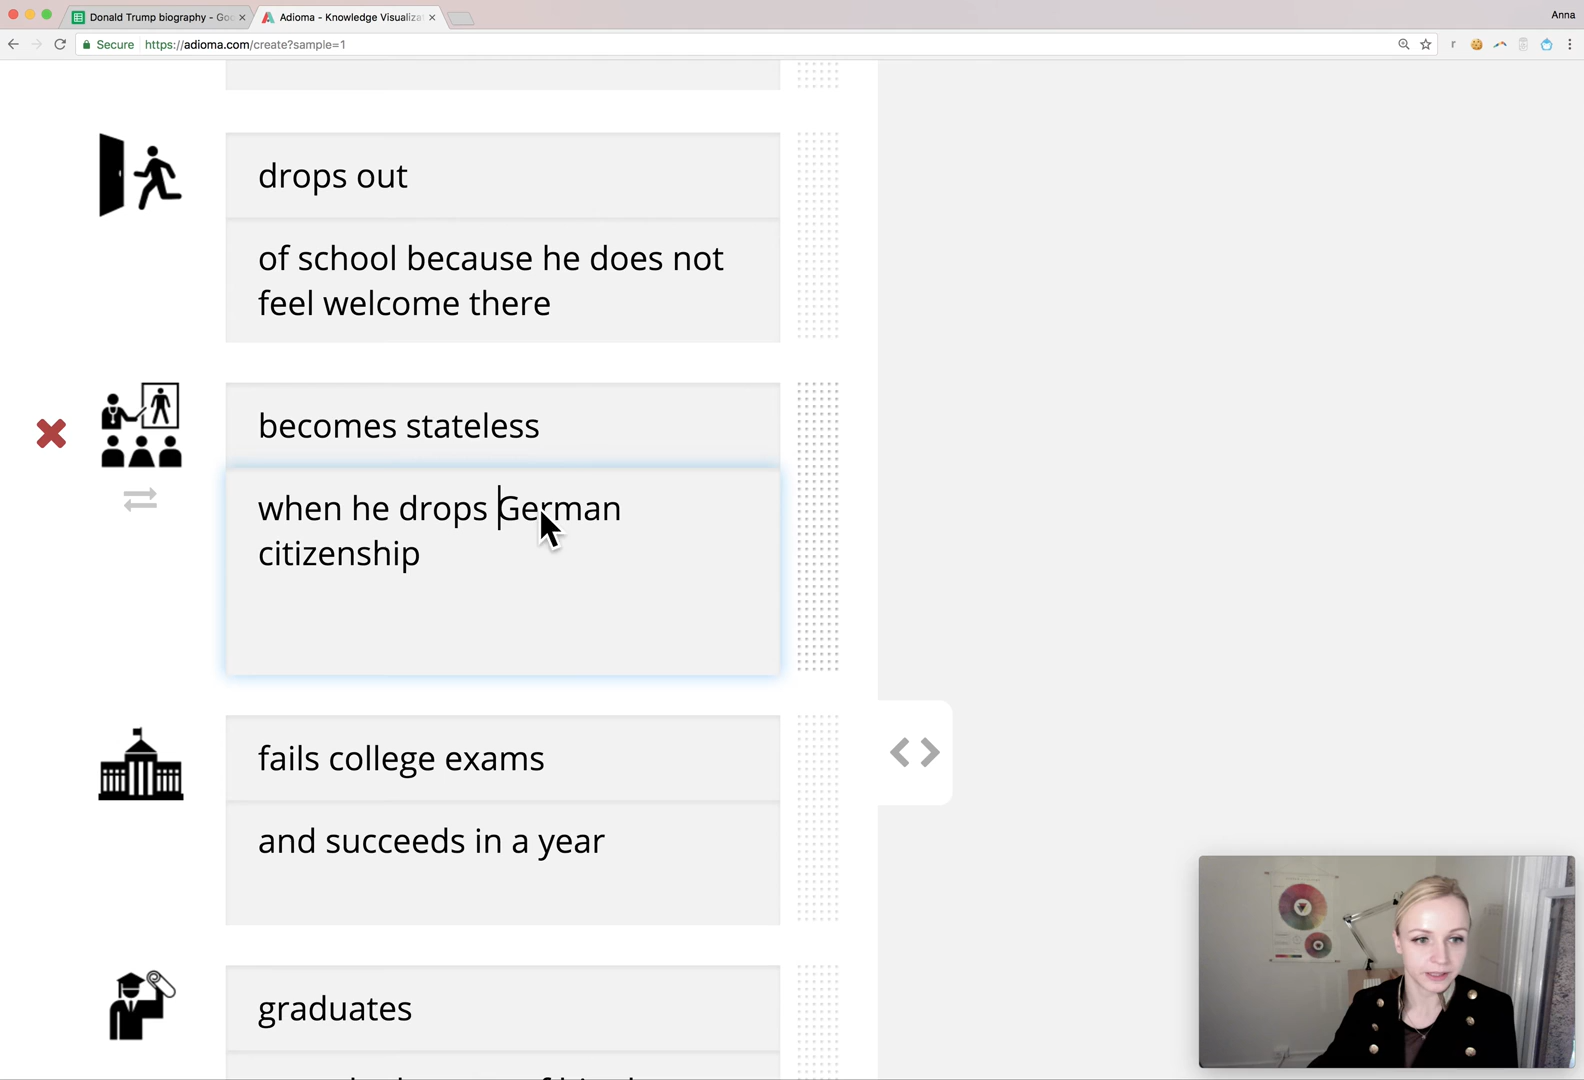 Donald Trump biography - Goo
Adioma - Knowledge Visualiza
Anna
Secure
https://adioma.com/create?sample=1
r
drops out
of school because he does not
feel welcome there
becomes stateless
when he drops German
citizenship
fails college exams
and succeeds in a year
graduates